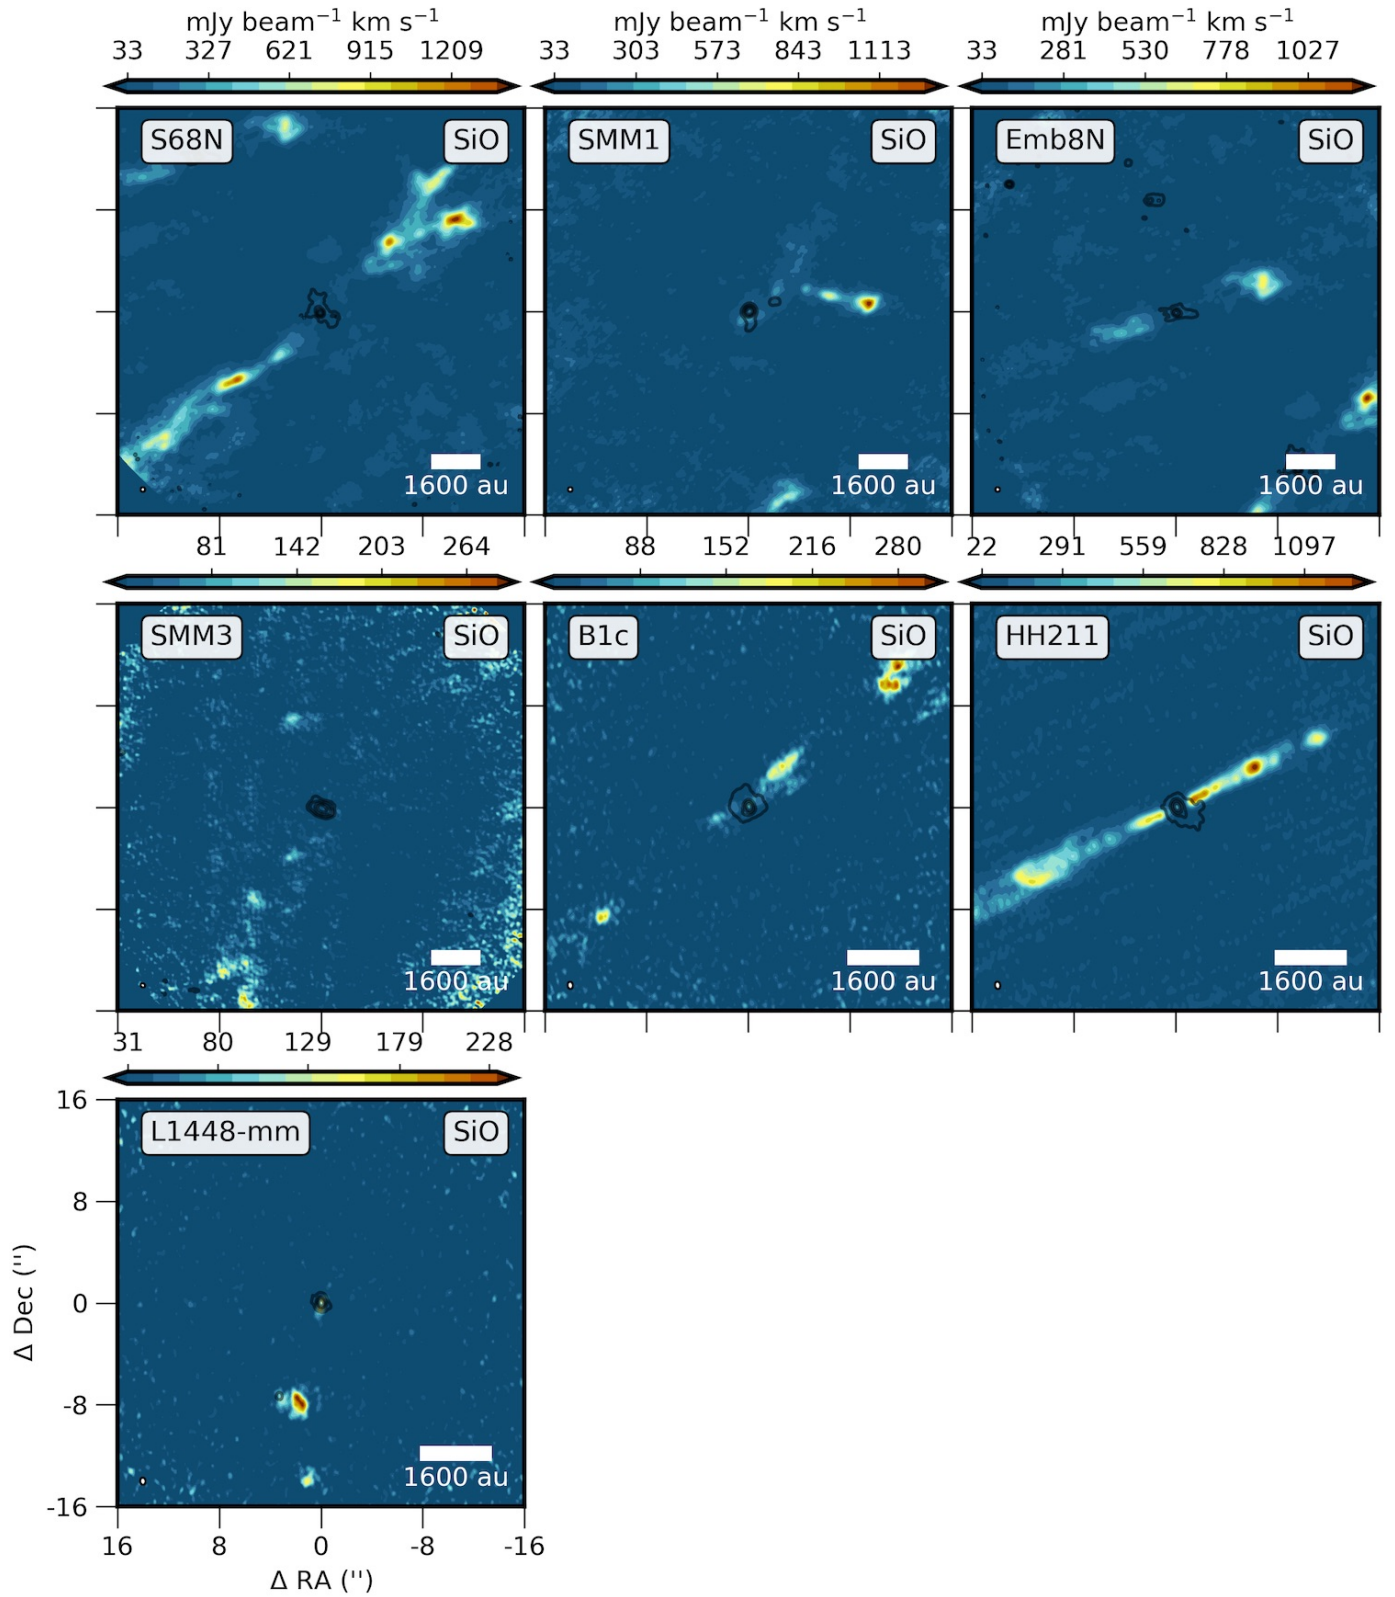 mJy beam⁻¹ km s⁻¹ mJy beam⁻¹ km s⁻¹ mJy beam⁻¹ km s⁻¹
33 327 621 915 1209 33 303 573 843 1113 33 281 530 778 1027
S68N SiO SMM1 SiO Emb8N SiO
1600 au 1600 au 1600 au
81 142 203 264 88 152 216 280 22 291 559 828 1097
SMM3 SiO B1c SiO HH211 SiO
1600 au 1600 au 1600 au
31 80 129 179 228
16
L1448-mm SiO
8
0
Δ Dec ('')
-8
1600 au
-16
16 8 0 -8 -16
Δ RA ('')